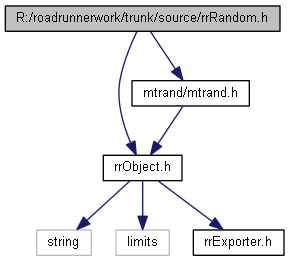 R:/roadrunnerwork/trunk/source/rrRandom.h
mtrand/mtrand.h
rrObject.h
string
limits
rrExporter.h